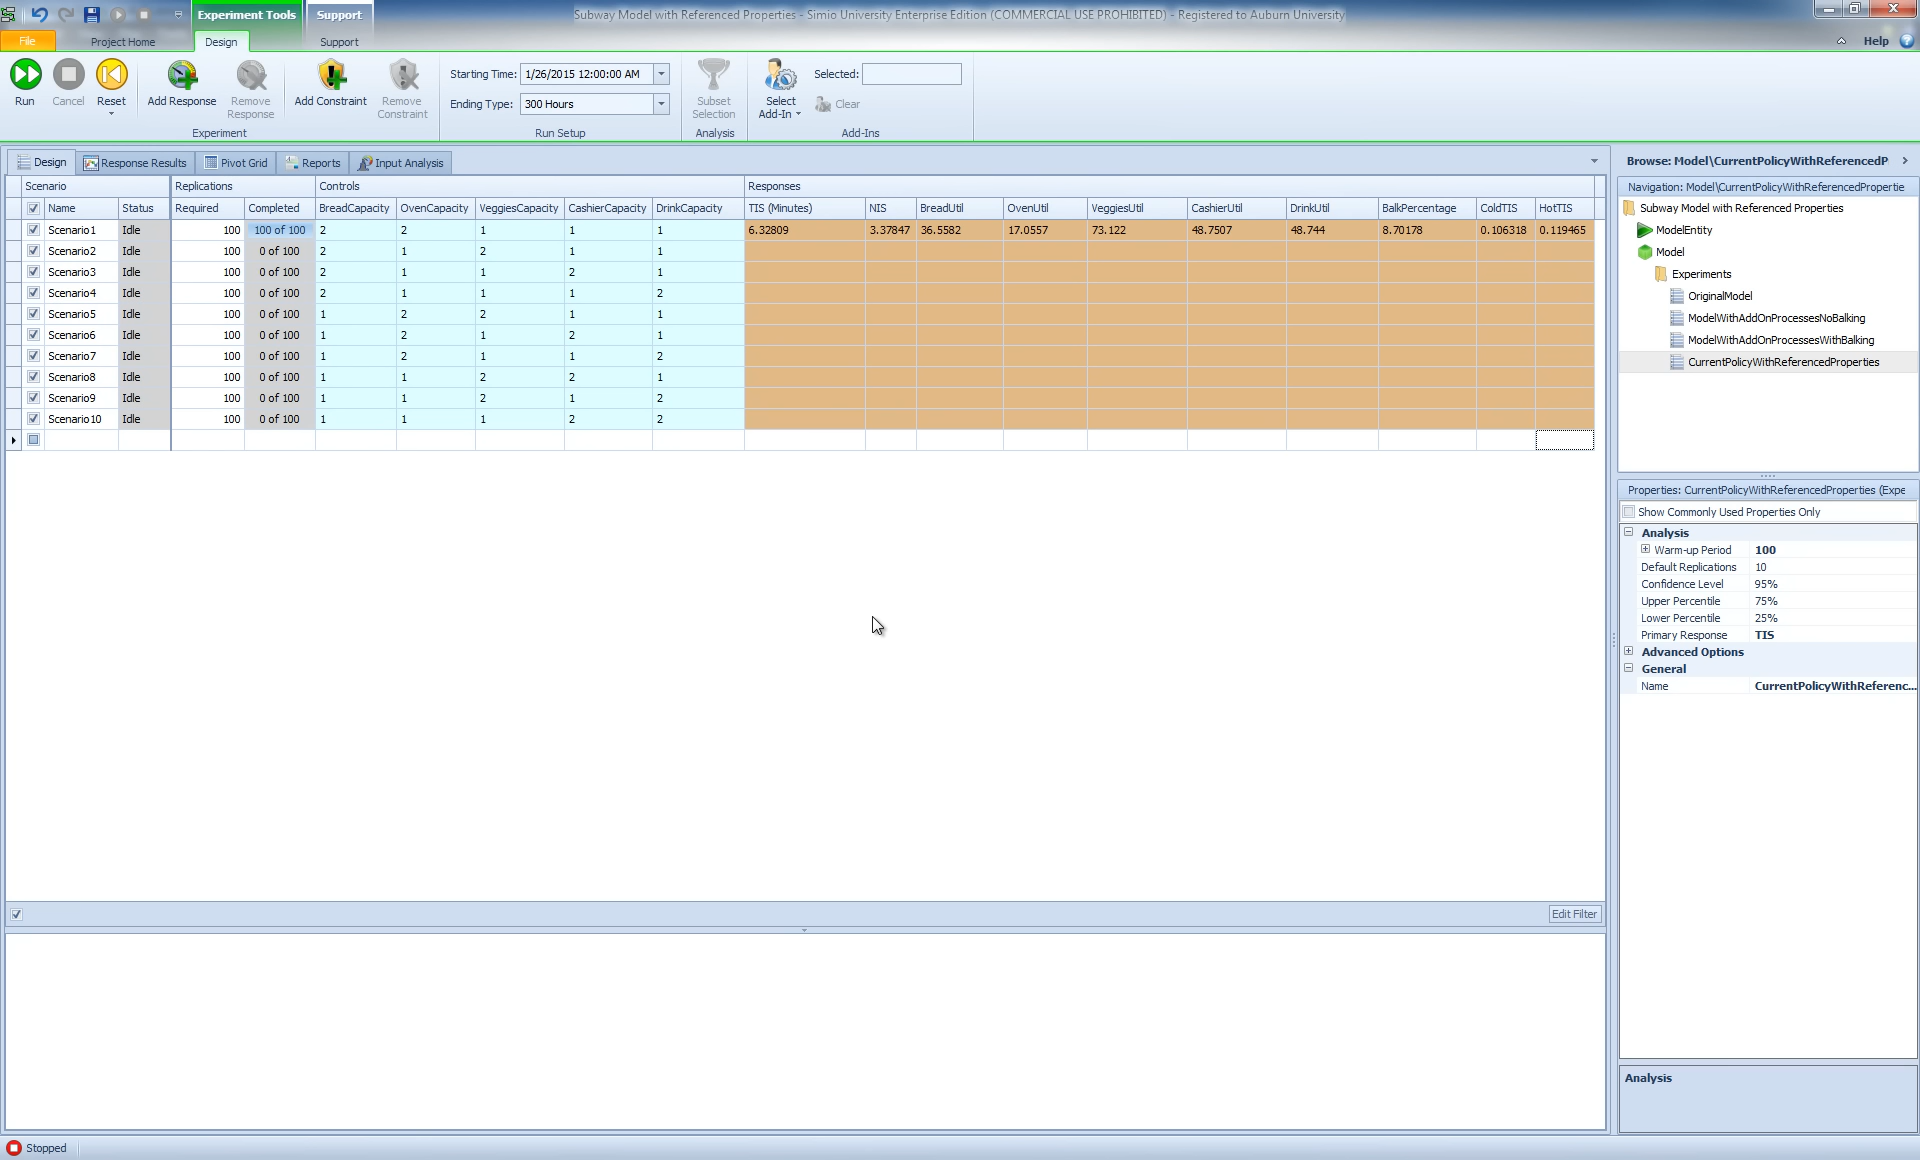 Experiment Tools
Support
Subway Model with Referenced Properties - Simio University Enterprise Edition (COMMERCIAL USE PROHIBITED) - Registered to Auburn University
File
Project Home
Design
Support
Help
Run
Cancel
Reset
Add Response
Remove Response
Add Constraint
Remove Constraint
Experiment
Starting Time: 1/26/2015 12:00:00 AM
Ending Type: 300 Hours
Run Setup
Subset Selection
Analysis
Select Add-In
Selected:
Clear
Add-Ins
Design
Response Results
Pivot Grid
Reports
Input Analysis
Scenario Replications Controls Responses
Name Status Required Completed BreadCapacity OvenCapacity VeggiesCapacity CashierCapacity DrinkCapacity TIS (Minutes) NIS BreadUtil OvenUtil VeggiesUtil CashierUtil DrinkUtil BalkPercentage ColdTIS HotTIS
Scenario1 Idle 100 100 of 100 2 2 1 1 1 6.32809 3.37847 36.5582 17.0557 73.122 48.7507 48.744 8.70178 0.106318 0.119465
Scenario2 Idle 100 0 of 100 2 1 2 1 1
Scenario3 Idle 100 0 of 100 2 1 1 2 1
Scenario4 Idle 100 0 of 100 2 1 1 1 2
Scenario5 Idle 100 0 of 100 1 2 2 1 1
Scenario6 Idle 100 0 of 100 1 2 1 2 1
Scenario7 Idle 100 0 of 100 1 2 1 1 2
Scenario8 Idle 100 0 of 100 1 1 2 2 1
Scenario9 Idle 100 0 of 100 1 1 2 1 2
Scenario10 Idle 100 0 of 100 1 1 1 2 2
Edit Filter
Browse: Model\CurrentPolicyWithReferencedP
Navigation: Model\CurrentPolicyWithReferencedPropertie
Subway Model with Referenced Properties
ModelEntity
Model
Experiments
OriginalModel
ModelWithAddOnProcessesNoBalking
ModelWithAddOnProcessesWithBalking
CurrentPolicyWithReferencedProperties
Properties: CurrentPolicyWithReferencedProperties (Expe
Show Commonly Used Properties Only
Analysis
Warm-up Period 100
Default Replications 10
Confidence Level 95%
Upper Percentile 75%
Lower Percentile 25%
Primary Response TIS
Advanced Options
General
Name CurrentPolicyWithReferenc...
Analysis
Stopped